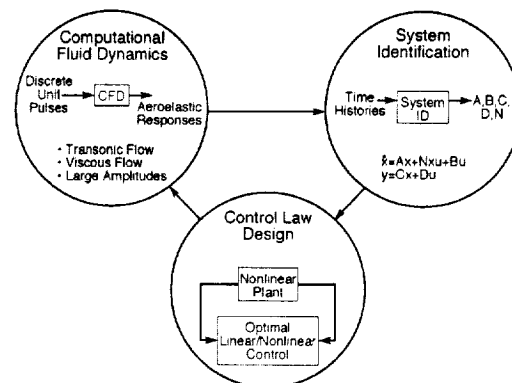 Computational
Fluid Dynamics
Discrete
Unit
Pulses
CFD
Aeroelastic
Responses
• Transonic Flow
• Viscous Flow
• Large Amplitudes
System
Identification
Time
Histories
System
ID
A,B,C,
D,N
ẋ=Ax+Nxu+Bu
y=Cx+Du
Control Law
Design
Nonlinear
Plant
Optimal
Linear/Nonlinear
Control